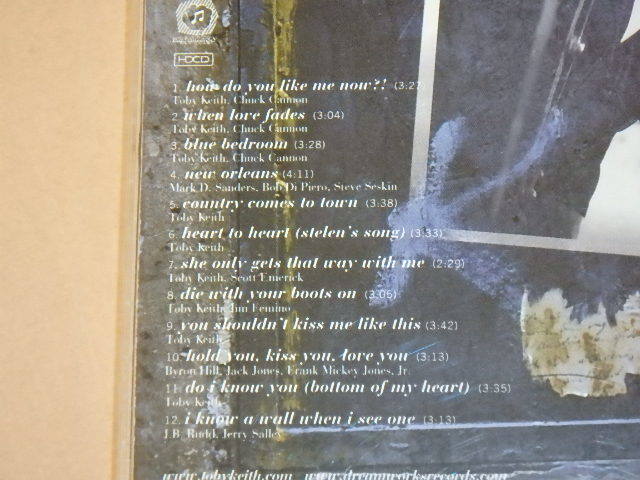 HDCD
1. how do you like me now?! (3:27)
Toby Keith, Chuck Cannon
2. when love fades (3:04)
Toby Keith, Chuck Cannon
3. blue bedroom (3:28)
Toby Keith, Chuck Cannon
4. new orleans (4:11)
Mark D. Sanders, Bob Di Piero, Steve Seskin
5. country comes to town (3:38)
Toby Keith
6. heart to heart (stelen's song) (3:33)
Toby Keith
7. she only gets that way with me (2:29)
Toby Keith, Scott Emerick
8. die with your boots on (3:05)
Toby Keith, Jim Femino
9. you shouldn't kiss me like this (3:42)
Toby Keith
10. hold you, kiss you, love you (3:13)
Byron Hill, Jack Jones, Frank Mickey Jones, Jr.
11. do i know you (bottom of my heart) (3:35)
Toby Keith
12. i know a wall when i see one (3:13)
J.B. Rudd, Jerry Salley
www.tobykeith.com www.dreamworksrecords.com